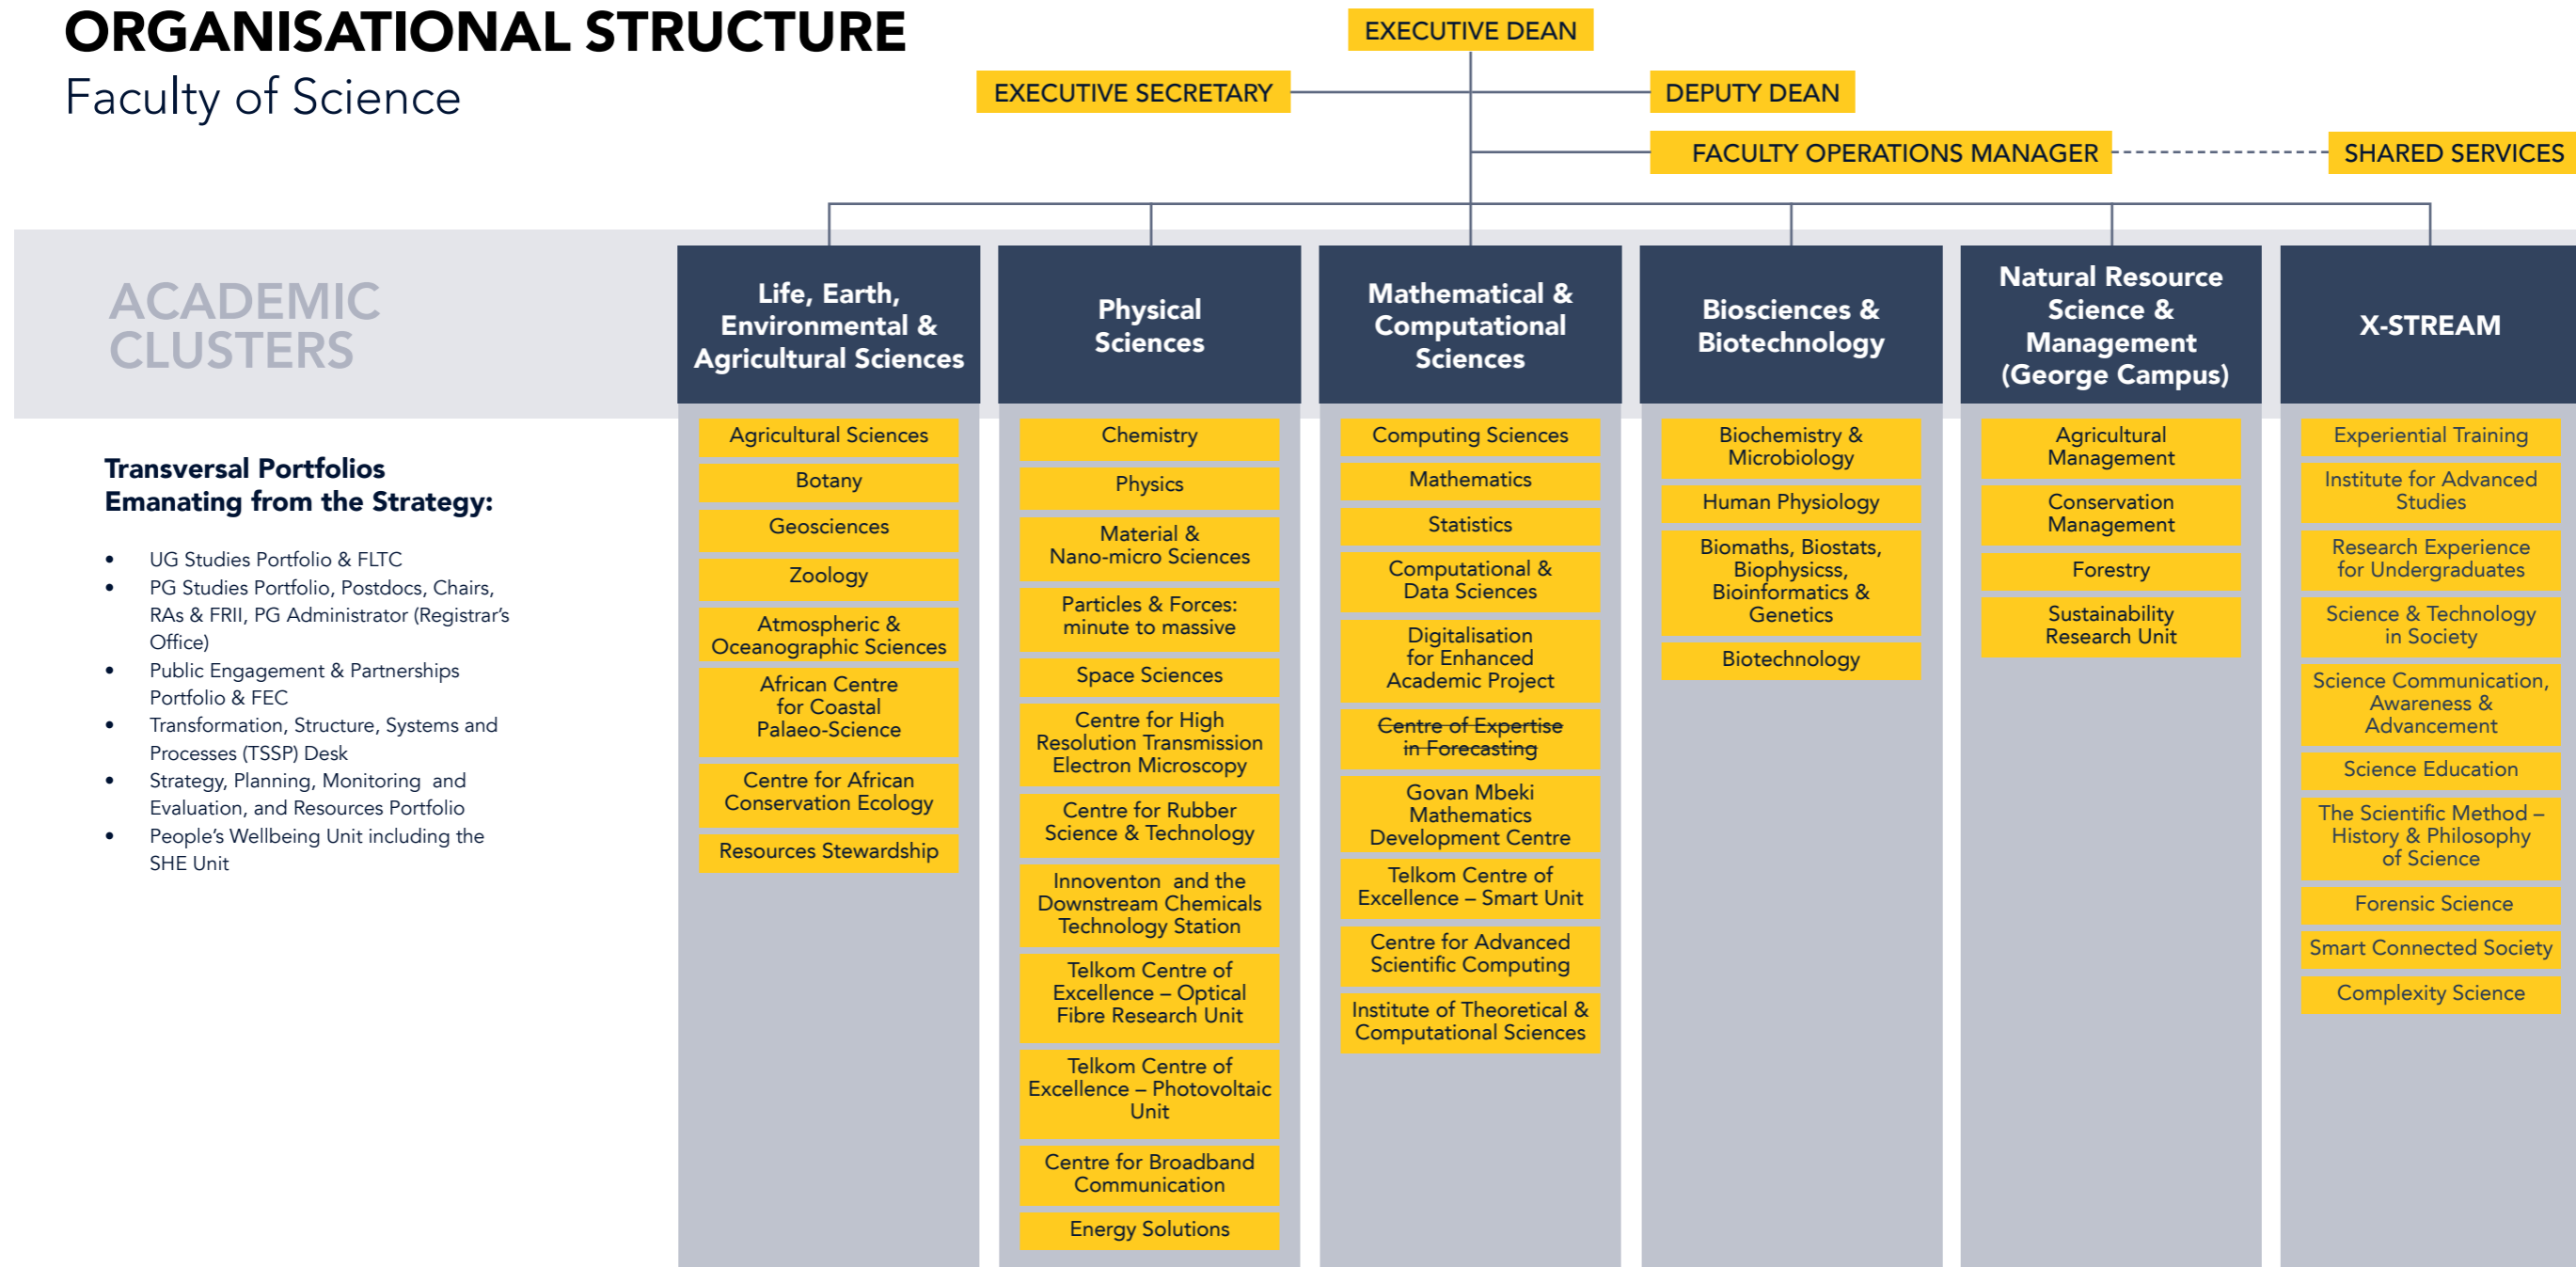 ORGANISATIONAL STRUCTURE
Faculty of Science
EXECUTIVE DEAN
EXECUTIVE SECRETARY
DEPUTY DEAN
FACULTY OPERATIONS MANAGER
SHARED SERVICES
ACADEMIC
CLUSTERS
Transversal Portfolios
Emanating from the Strategy:
• UG Studies Portfolio & FLTC
• PG Studies Portfolio, Postdocs, Chairs,
RAs & FRII, PG Administrator (Registrar’s
Office)
• Public Engagement & Partnerships
Portfolio & FEC
• Transformation, Structure, Systems and
Processes (TSSP) Desk
• Strategy, Planning, Monitoring and
Evaluation, and Resources Portfolio
• People’s Wellbeing Unit including the
SHE Unit
Life, Earth,
Environmental &
Agricultural Sciences
Agricultural Sciences
Botany
Geosciences
Zoology
Atmospheric &
Oceanographic Sciences
African Centre
for Coastal
Palaeo-Science
Centre for African
Conservation Ecology
Resources Stewardship
Physical
Sciences
Chemistry
Physics
Material &
Nano-micro Sciences
Particles & Forces:
minute to massive
Space Sciences
Centre for High
Resolution Transmission
Electron Microscopy
Centre for Rubber
Science & Technology
Innoventon and the
Downstream Chemicals
Technology Station
Telkom Centre of
Excellence – Optical
Fibre Research Unit
Telkom Centre of
Excellence – Photovoltaic
Unit
Centre for Broadband
Communication
Energy Solutions
Mathematical &
Computational
Sciences
Computing Sciences
Mathematics
Statistics
Computational &
Data Sciences
Digitalisation
for Enhanced
Academic Project
Centre of Expertise
in Forecasting
Govan Mbeki
Mathematics
Development Centre
Telkom Centre of
Excellence – Smart Unit
Centre for Advanced
Scientific Computing
Institute of Theoretical &
Computational Sciences
Biosciences &
Biotechnology
Biochemistry &
Microbiology
Human Physiology
Biomaths, Biostats,
Biophysicss,
Bioinformatics &
Genetics
Biotechnology
Natural Resource
Science &
Management
(George Campus)
Agricultural
Management
Conservation
Management
Forestry
Sustainability
Research Unit
X-STREAM
Experiential Training
Institute for Advanced
Studies
Research Experience
for Undergraduates
Science & Technology
in Society
Science Communication,
Awareness &
Advancement
Science Education
The Scientific Method –
History & Philosophy
of Science
Forensic Science
Smart Connected Society
Complexity Science